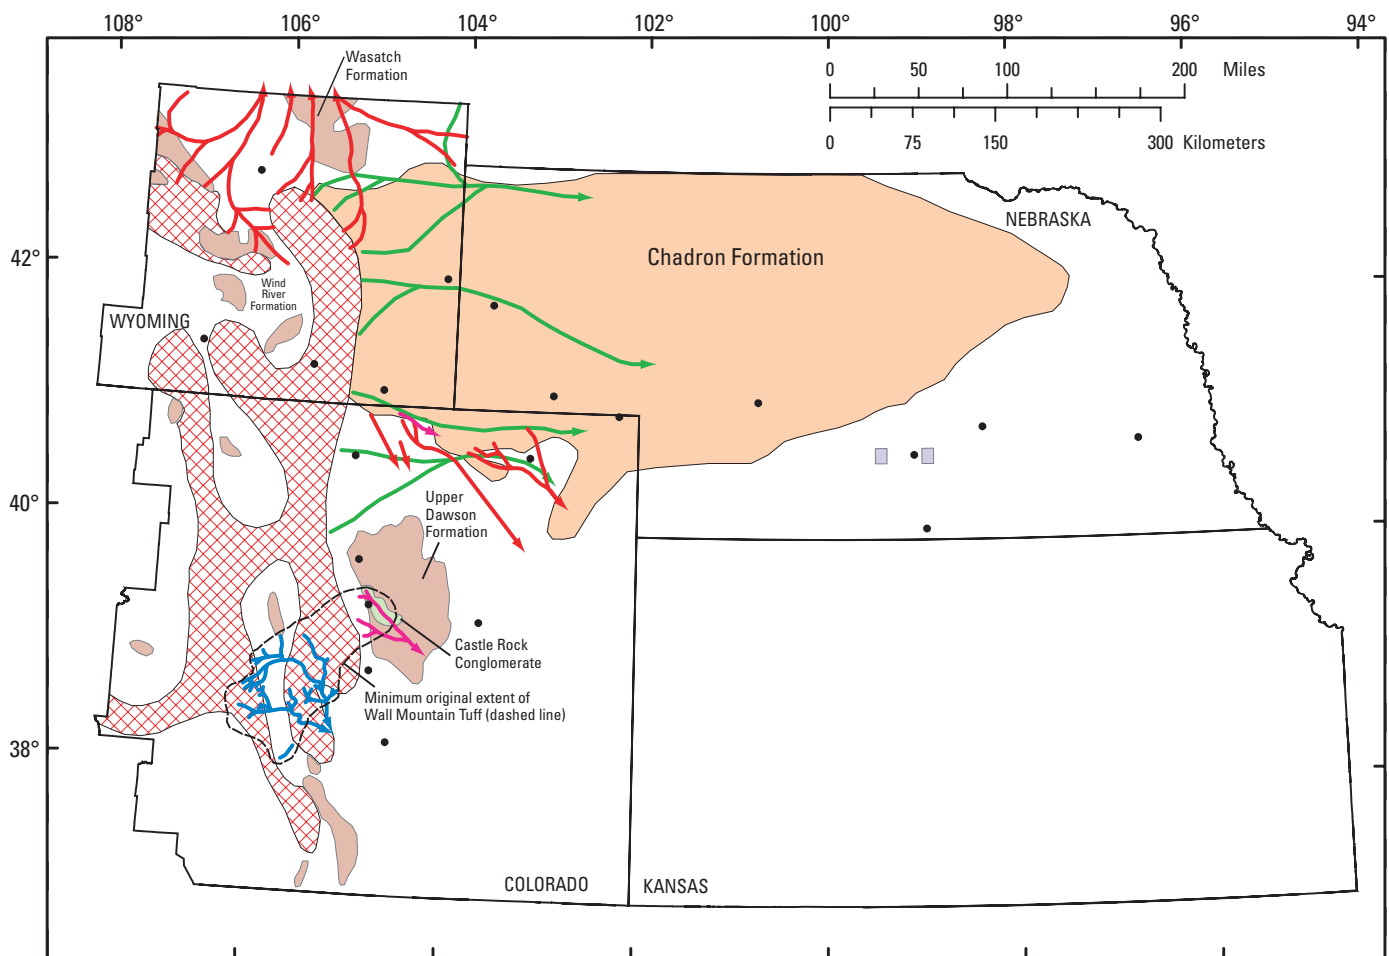 108° 106° 104° 102° 100° 98° 96° 94°
Wasatch
Formation
0 50 100 200 Miles
0 75 150 300 Kilometers
NEBRASKA
42°
Chadron Formation
Wind
River
Formation
WYOMING
Upper
Dawson
Formation
40°
Castle Rock
Conglomerate
Minimum original extent of
Wall Mountain Tuff (dashed line)
38°
COLORADO
KANSAS